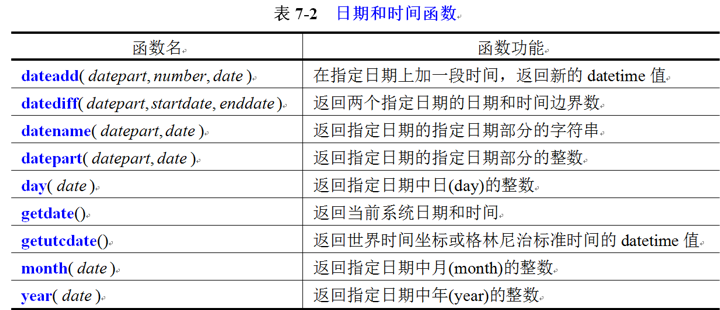 表 7-2 日期和时间函数
函数名 函数功能
dateadd( datepart, number, date ) 在指定日期上加一段时间，返回新的 datetime 值
datediff( datepart, startdate, enddate ) 返回两个指定日期的日期和时间边界数
datename( datepart, date ) 返回指定日期的指定日期部分的字符串
datepart( datepart, date ) 返回指定日期的指定日期部分的整数
day( date ) 返回指定日期中日(day)的整数
getdate() 返回当前系统日期和时间
getutcdate() 返回世界时间坐标或格林尼治标准时间的 datetime 值
month( date ) 返回指定日期中月(month)的整数
year( date ) 返回指定日期中年(year)的整数